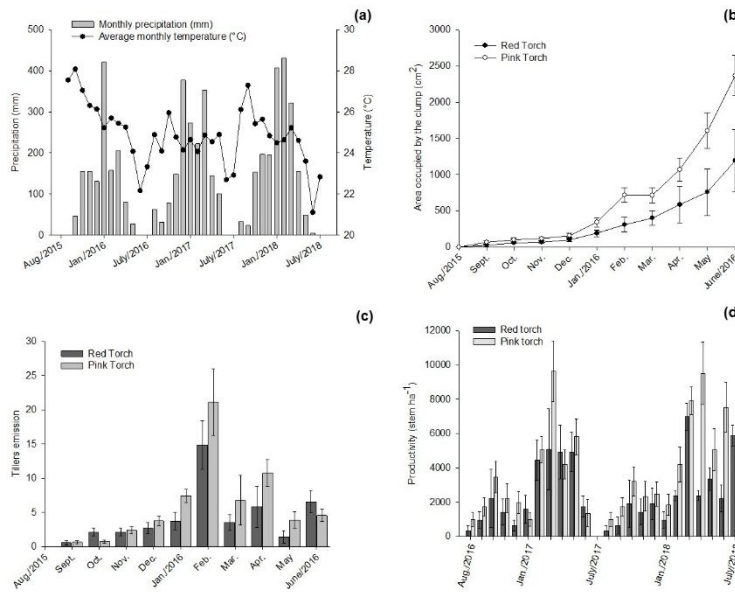 Monthly precipitation (mm)
Average monthly temperature (°C)
(a)
Precipitation (mm)
500
400
300
200
100
0
Temperature (°C)
30
28
26
24
22
20
Aug/2015
Jan./2016
July/2016
Jan./2017
July/2017
Jan./2018
July/2018
(b
Red Torch
Pink Torch
Area occupied by the clump (cm²)
3000
2500
2000
1500
1000
500
0
Aug./2015
Sept.
Oct.
Nov.
Dec.
Jan./2016
Feb.
Mar.
Apr.
May
June/2016
(c)
Red Torch
Pink Torch
Tillers emission
30
25
20
15
10
5
0
Aug./2015
Sept.
Oct.
Nov.
Dec.
Jan./2016
Feb.
Mar.
Apr.
May
June/2016
(d
Red torch
Pink torch
Productivity (stem ha⁻¹)
12000
10000
8000
6000
4000
2000
0
Aug./2016
Jan./2017
July/2017
Jan./2018
July/2018